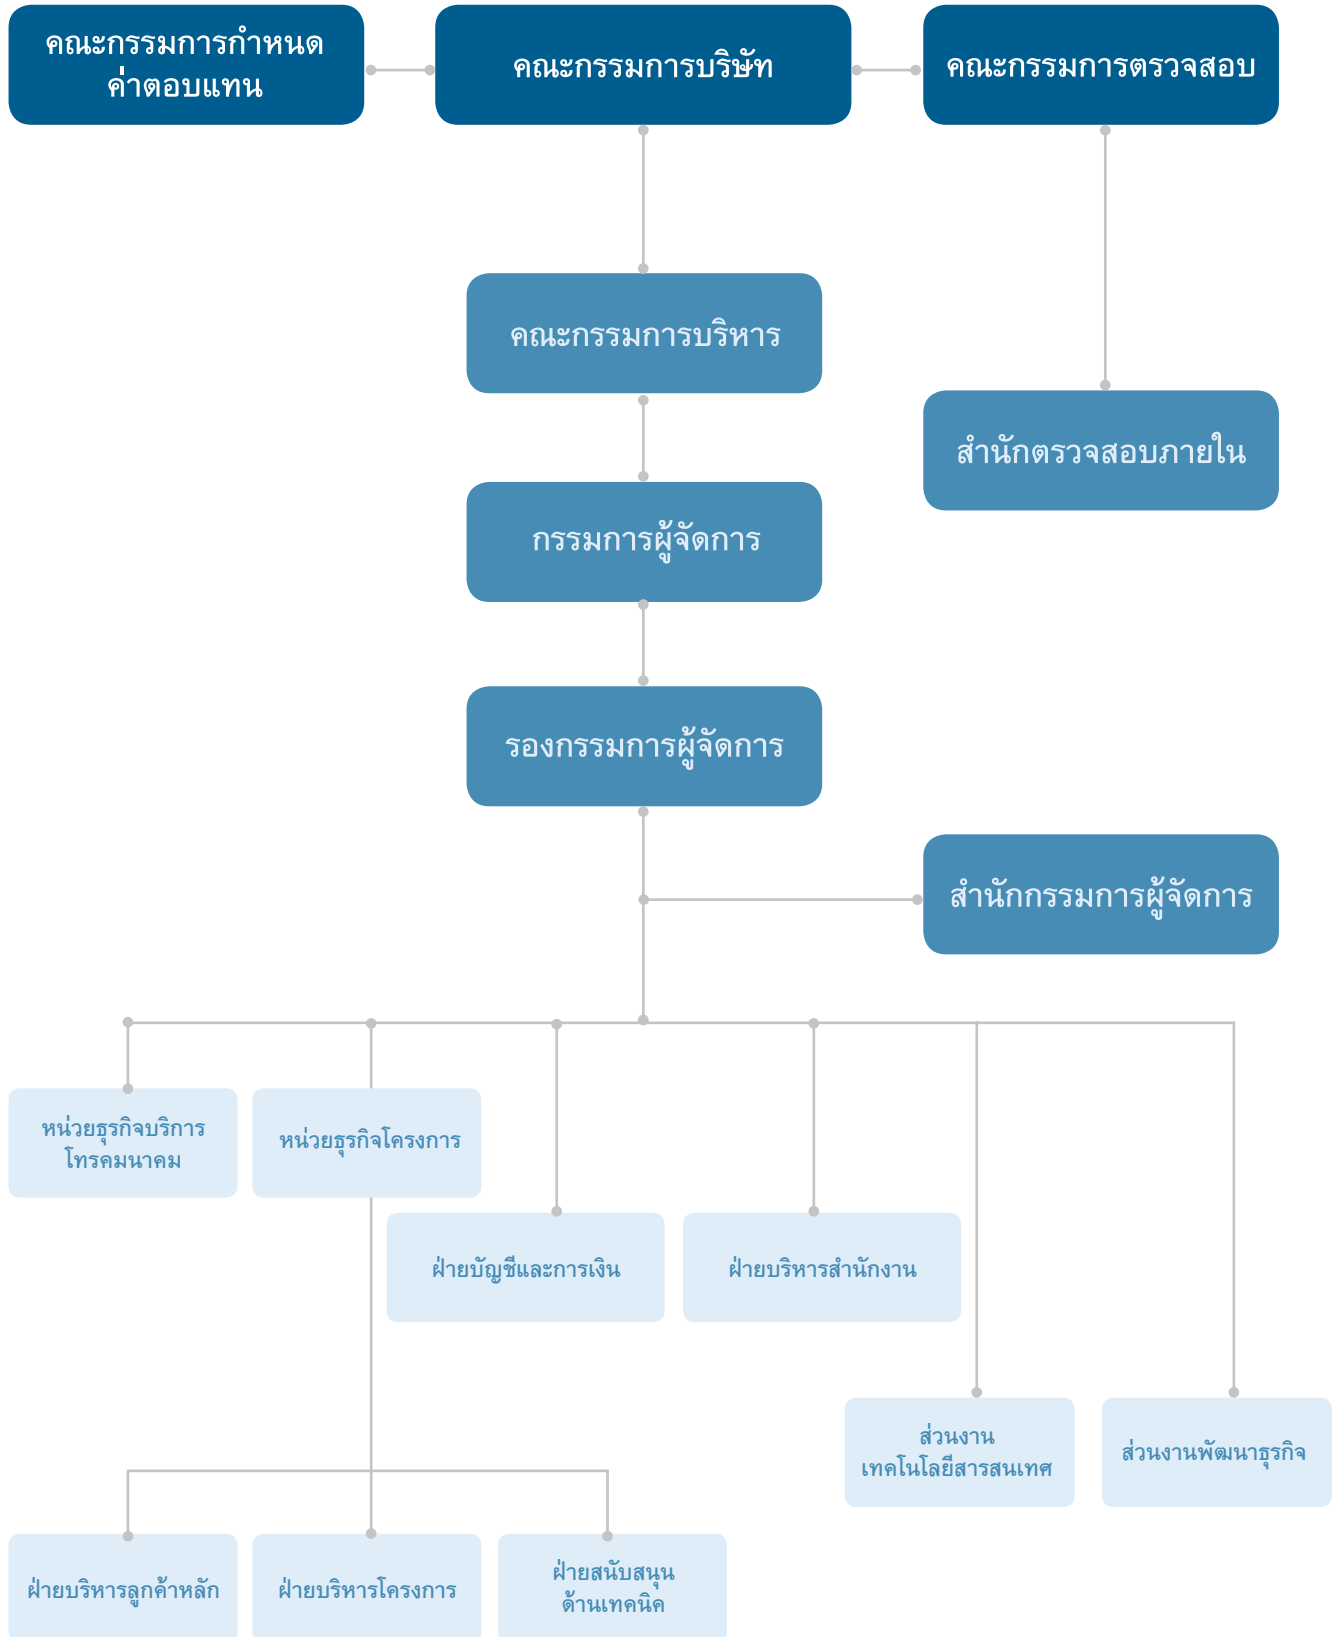 คณะกรรมการกำหนด
ค่าตอบแทน
คณะกรรมการบริษัท
คณะกรรมการตรวจสอบ
คณะกรรมการบริหาร
สำนักตรวจสอบภายใน
กรรมการผู้จัดการ
รองกรรมการผู้จัดการ
สำนักกรรมการผู้จัดการ
หน่วยธุรกิจบริการ
โทรคมนาคม
หน่วยธุรกิจโครงการ
ฝ่ายบัญชีและการเงิน
ฝ่ายบริหารสำนักงาน
ส่วนงาน
เทคโนโลยีสารสนเทศ
ส่วนงานพัฒนาธุรกิจ
ฝ่ายบริหารลูกค้าหลัก
ฝ่ายบริหารโครงการ
ฝ่ายสนับสนุน
ด้านเทคนิค